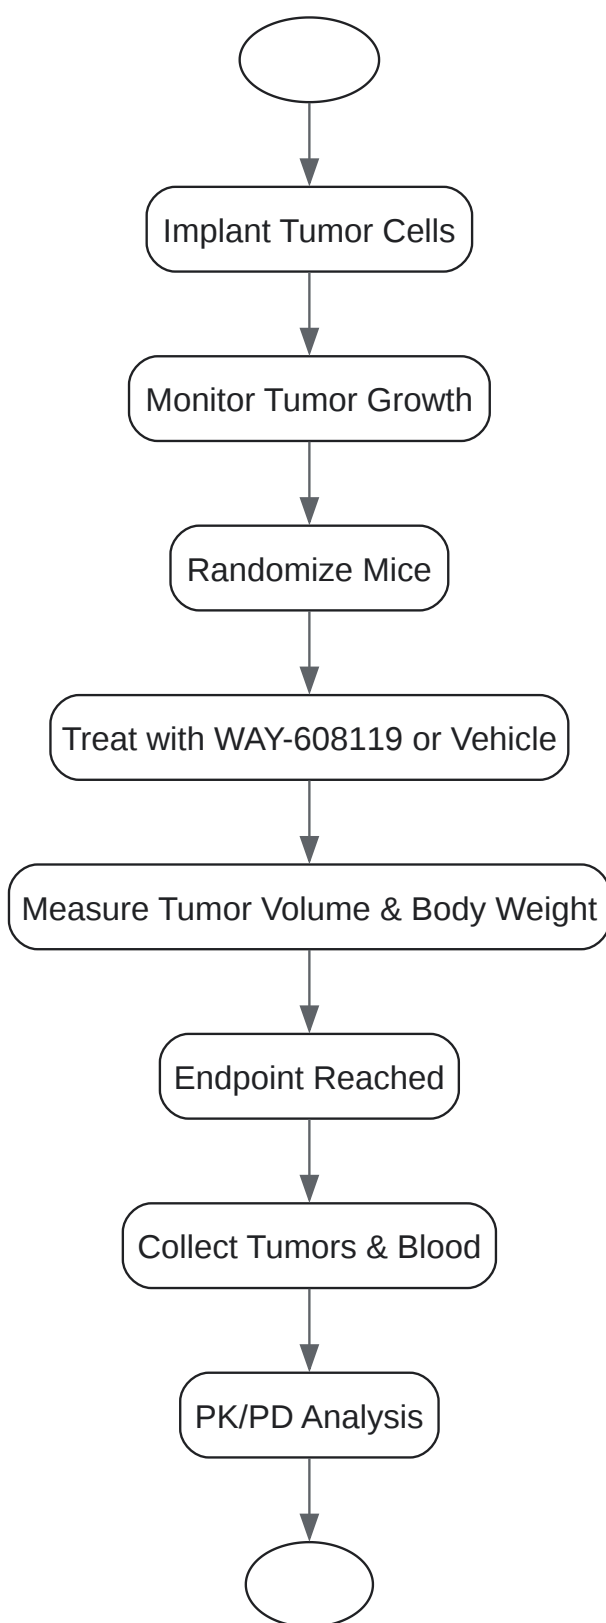 Implant Tumor Cells
Monitor Tumor Growth
Randomize Mice
Treat with WAY-608119 or Vehicle
Measure Tumor Volume & Body Weight
Endpoint Reached
Collect Tumors & Blood
PK/PD Analysis